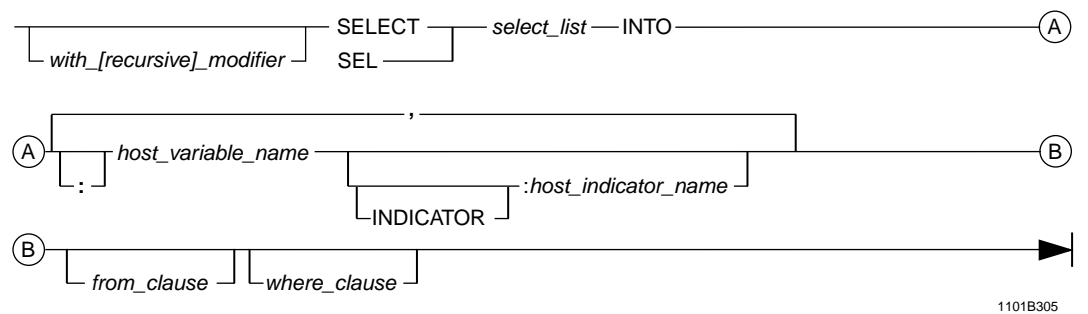 SELECT select_list INTO A
with_[recursive]_modifier SEL
,
A host_variable_name B
: :host_indicator_name
INDICATOR
B
from_clause where_clause
1101B305